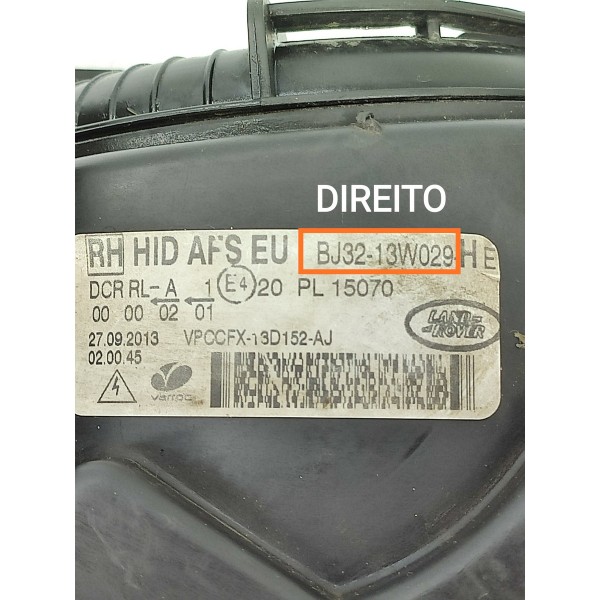 DIREITO
RH HID AFS EU BJ32-13W029-HE
DCR RL-A 1 E4 20 PL 15070
00 00 02 01
27.09.2013 VPCCFX-13D152-AJ
02.00.45
LAND-
ROVER
varroc